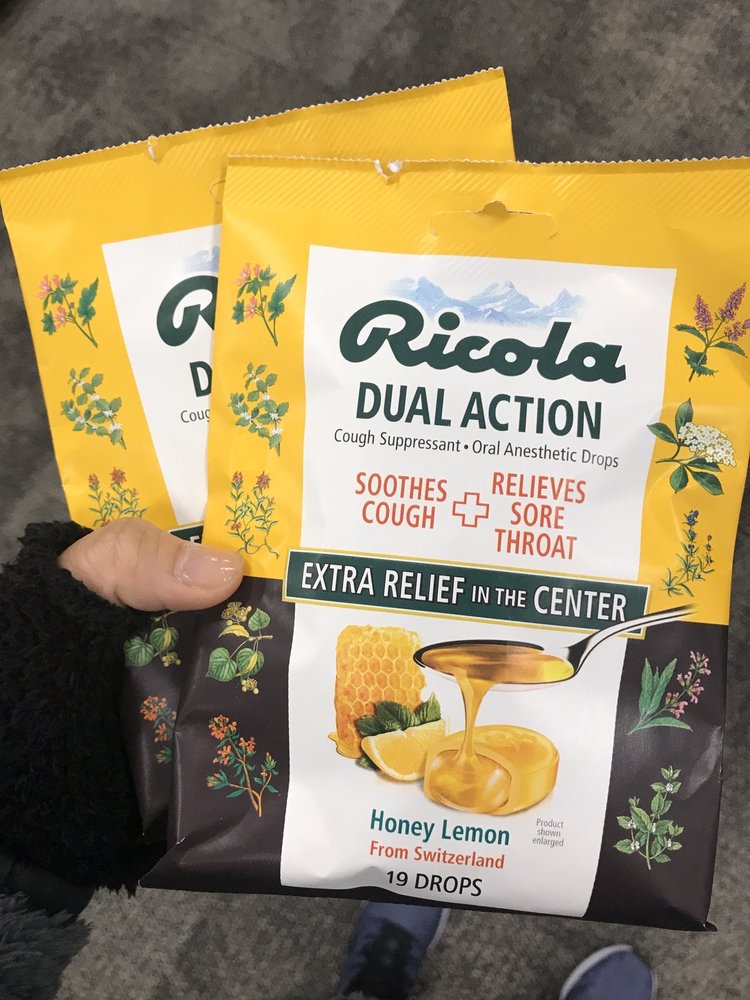 Ricola
DUAL ACTION
Cough Suppressant • Oral Anesthetic Drops
SOOTHES
COUGH
RELIEVES
SORE
THROAT
EXTRA RELIEF IN THE CENTER
Product
shown
enlarged
Honey Lemon
From Switzerland
19 DROPS
R
D
Coug